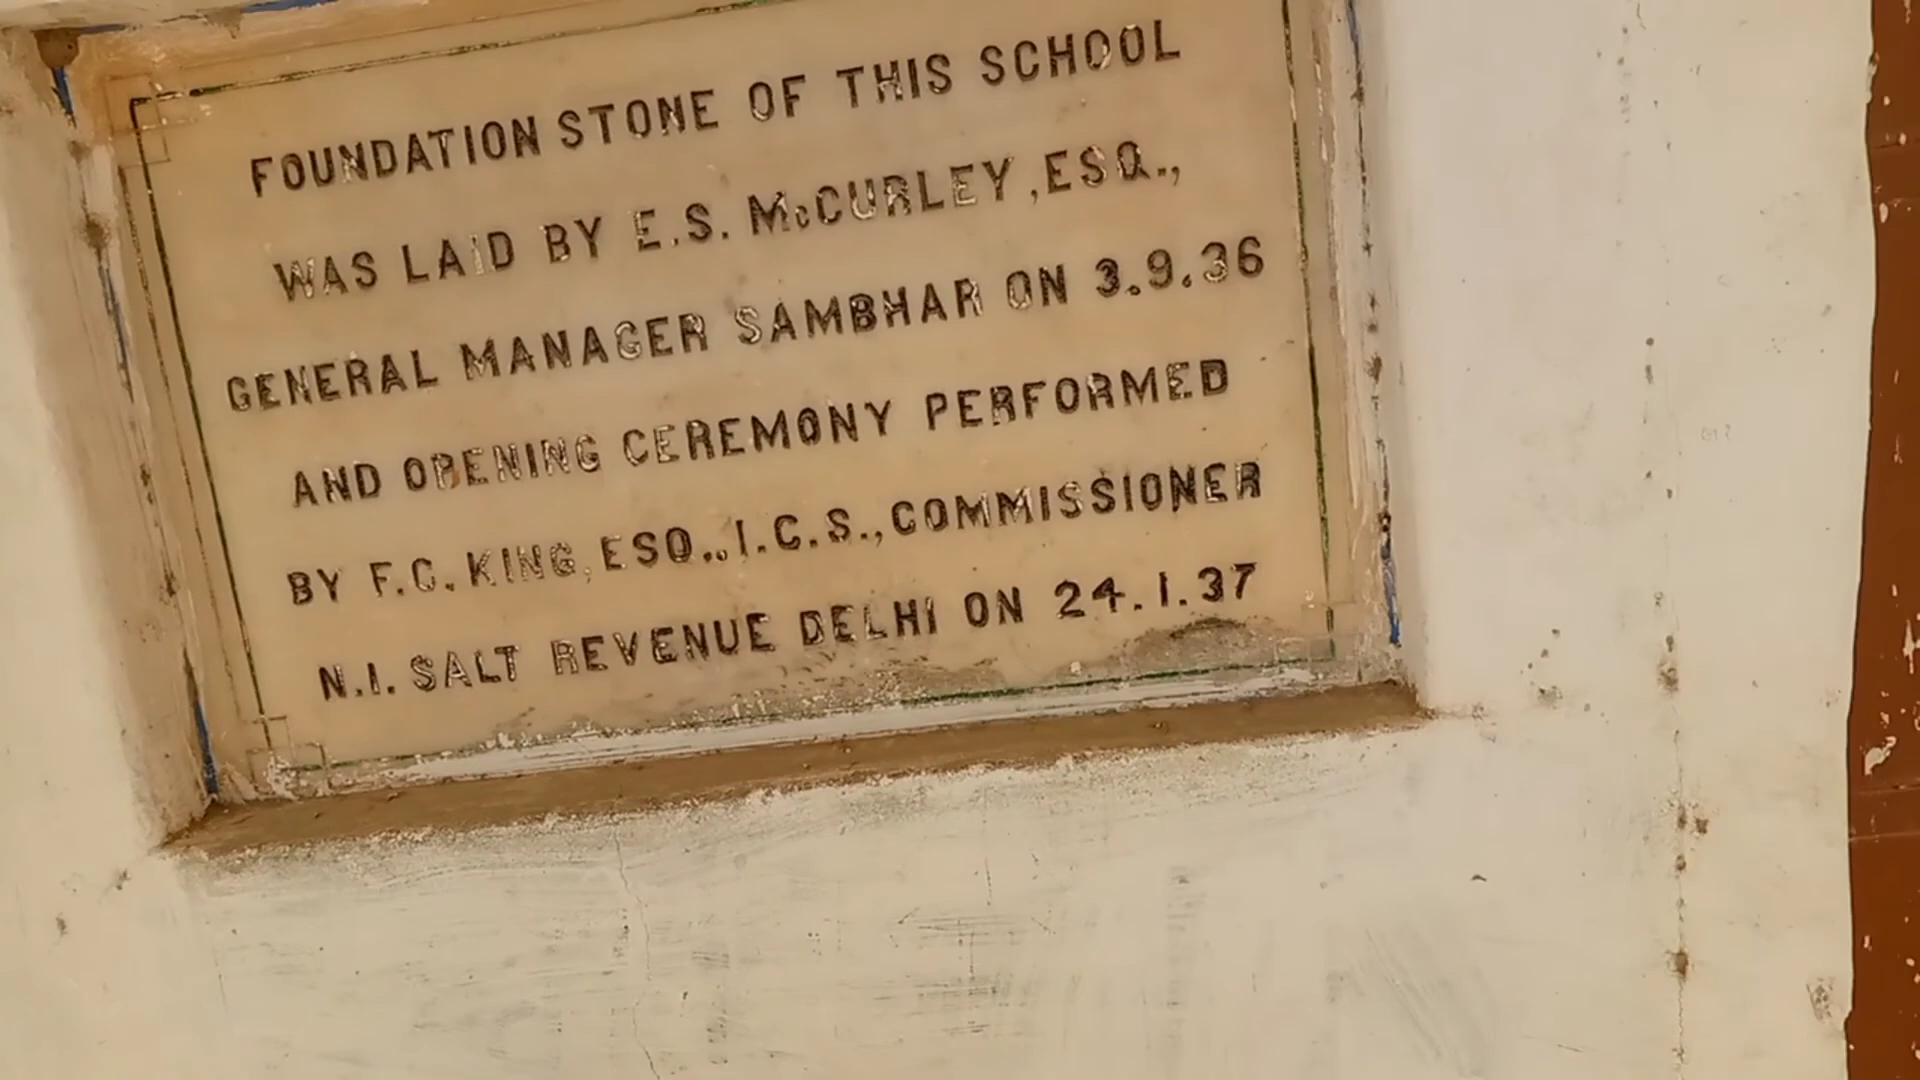 FOUNDATION STONE OF THIS SCHOOL
WAS LAID BY E.S. McCURLEY, ESQ.,
GENERAL MANAGER SAMBHAR ON 3.9.36
AND OPENING CEREMONY PERFORMED
BY F.C. KING, ESQ., I.C.S., COMMISSIONER
N.I. SALT REVENUE DELHI ON 24.1.37